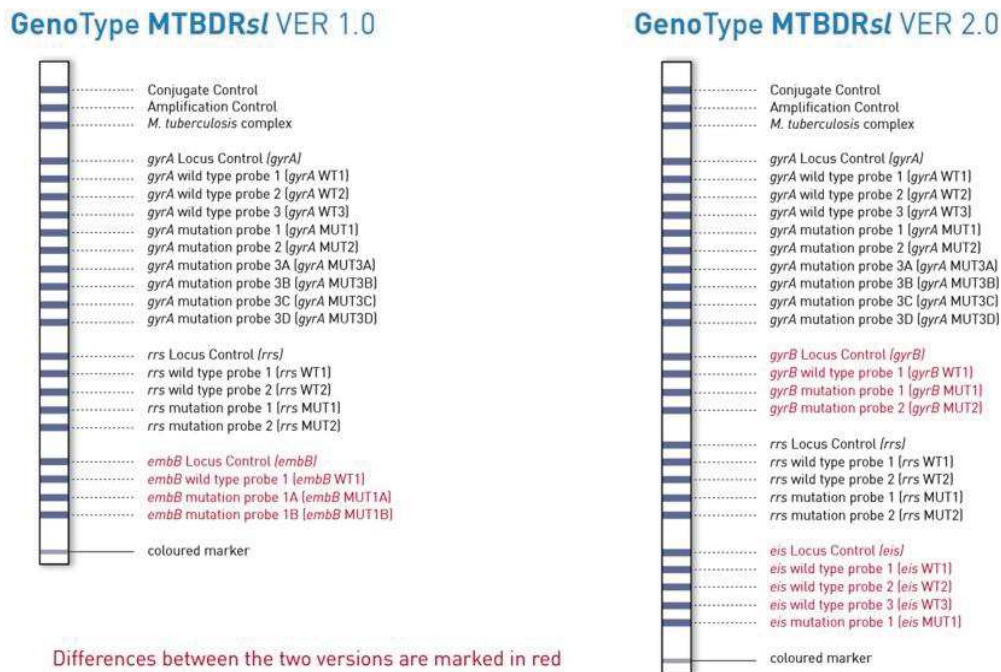 GenoType MTBDRsl VER 1.0
Conjugate Control
Amplification Control
M. tuberculosis complex
gyrA Locus Control (gyrA)
gyrA wild type probe 1 (gyrA WT1)
gyrA wild type probe 2 (gyrA WT2)
gyrA wild type probe 3 (gyrA WT3)
gyrA mutation probe 1 (gyrA MUT1)
gyrA mutation probe 2 (gyrA MUT2)
gyrA mutation probe 3A (gyrA MUT3A)
gyrA mutation probe 3B (gyrA MUT3B)
gyrA mutation probe 3C (gyrA MUT3C)
gyrA mutation probe 3D (gyrA MUT3D)
rrs Locus Control (rrs)
rrs wild type probe 1 (rrs WT1)
rrs wild type probe 2 (rrs WT2)
rrs mutation probe 1 (rrs MUT1)
rrs mutation probe 2 (rrs MUT2)
embB Locus Control (embB)
embB wild type probe 1 (embB WT1)
embB mutation probe 1A (embB MUT1A)
embB mutation probe 1B (embB MUT1B)
coloured marker
Differences between the two versions are marked in red
GenoType MTBDRsl VER 2.0
Conjugate Control
Amplification Control
M. tuberculosis complex
gyrA Locus Control (gyrA)
gyrA wild type probe 1 (gyrA WT1)
gyrA wild type probe 2 (gyrA WT2)
gyrA wild type probe 3 (gyrA WT3)
gyrA mutation probe 1 (gyrA MUT1)
gyrA mutation probe 2 (gyrA MUT2)
gyrA mutation probe 3A (gyrA MUT3A)
gyrA mutation probe 3B (gyrA MUT3B)
gyrA mutation probe 3C (gyrA MUT3C)
gyrA mutation probe 3D (gyrA MUT3D)
gyrB Locus Control (gyrB)
gyrB wild type probe 1 (gyrB WT1)
gyrB mutation probe 1 (gyrB MUT1)
gyrB mutation probe 2 (gyrB MUT2)
rrs Locus Control (rrs)
rrs wild type probe 1 (rrs WT1)
rrs wild type probe 2 (rrs WT2)
rrs mutation probe 1 (rrs MUT1)
rrs mutation probe 2 (rrs MUT2)
eis Locus Control (eis)
eis wild type probe 1 (eis WT1)
eis wild type probe 2 (eis WT2)
eis wild type probe 3 (eis WT3)
eis mutation probe 1 (eis MUT1)
coloured marker